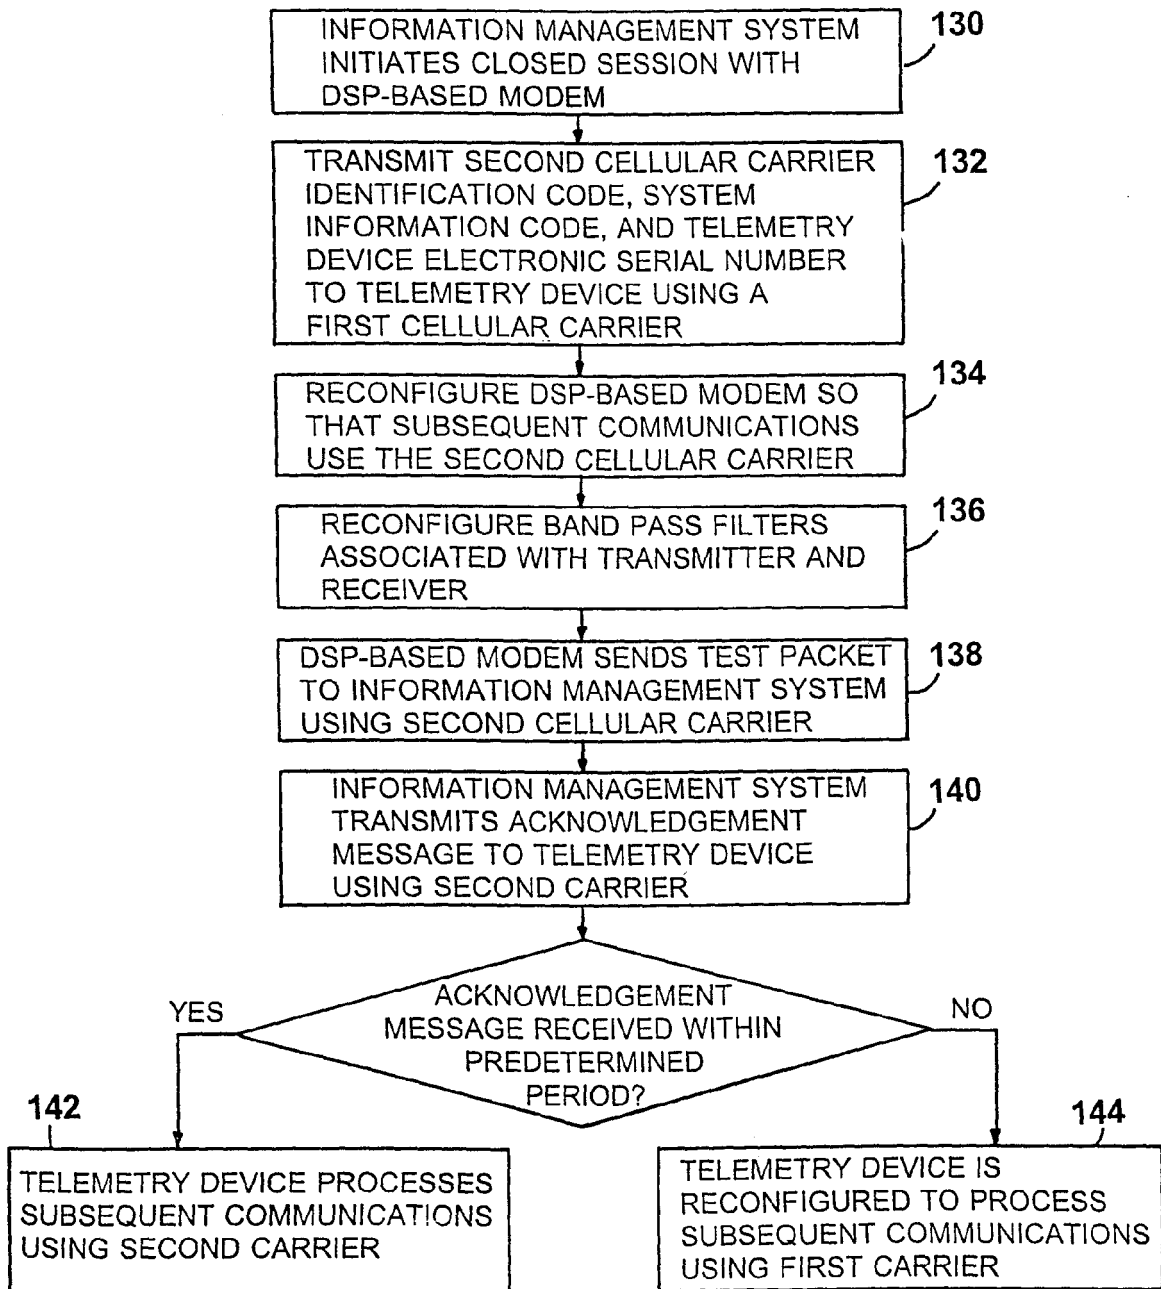 INFORMATION MANAGEMENT SYSTEM
INITIATES CLOSED SESSION WITH
DSP-BASED MODEM
130
TRANSMIT SECOND CELLULAR CARRIER
IDENTIFICATION CODE, SYSTEM
INFORMATION CODE, AND TELEMETRY
DEVICE ELECTRONIC SERIAL NUMBER
TO TELEMETRY DEVICE USING A
FIRST CELLULAR CARRIER
132
RECONFIGURE DSP-BASED MODEM SO
THAT SUBSEQUENT COMMUNICATIONS
USE THE SECOND CELLULAR CARRIER
134
RECONFIGURE BAND PASS FILTERS
ASSOCIATED WITH TRANSMITTER AND
RECEIVER
136
DSP-BASED MODEM SENDS TEST PACKET
TO INFORMATION MANAGEMENT SYSTEM
USING SECOND CELLULAR CARRIER
138
INFORMATION MANAGEMENT SYSTEM
TRANSMITS ACKNOWLEDGEMENT
MESSAGE TO TELEMETRY DEVICE
USING SECOND CARRIER
140
ACKNOWLEDGEMENT
MESSAGE RECEIVED WITHIN
PREDETERMINED
PERIOD?
YES
NO
142
TELEMETRY DEVICE PROCESSES
SUBSEQUENT COMMUNICATIONS
USING SECOND CARRIER
144
TELEMETRY DEVICE IS
RECONFIGURED TO PROCESS
SUBSEQUENT COMMUNICATIONS
USING FIRST CARRIER